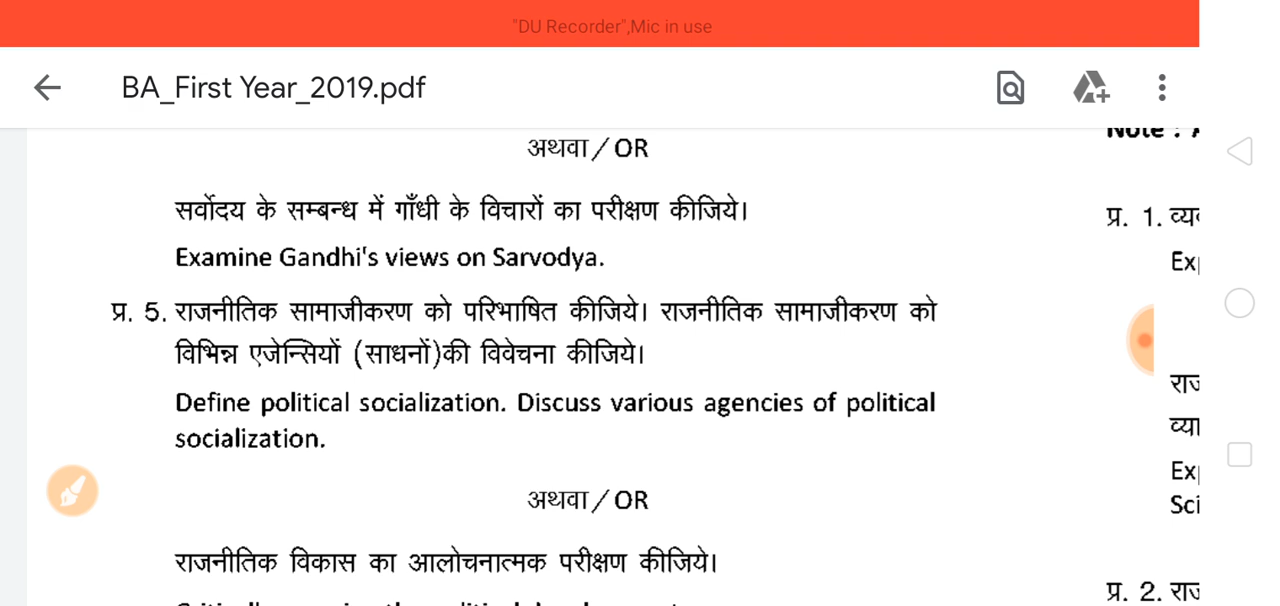 "DU Recorder",Mic in use
BA_First Year_2019.pdf
अथवा / OR
सर्वोदय के सम्बन्ध में गाँधी के विचारों का परीक्षण कीजिये।
Examine Gandhi's views on Sarvodya.
प्र. 5. राजनीतिक सामाजीकरण को परिभाषित कीजिये। राजनीतिक सामाजीकरण को
विभिन्न एजेन्सियों (साधनों)की विवेचना कीजिये।
Define political socialization. Discuss various agencies of political
socialization.
अथवा / OR
राजनीतिक विकास का आलोचनात्मक परीक्षण कीजिये।
Note :
प्र. 1.
प्र. 2.